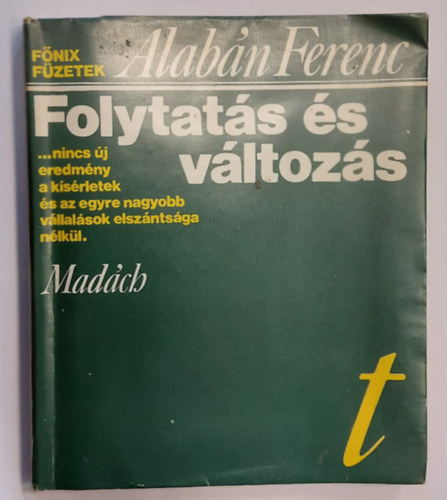 FŐNIX
FÜZETEK
Alabán Ferenc
Folytatás és
változás
...nincs új
eredmény
a kísérletek
és az egyre nagyobb
vállalások elszántsága
nélkül.
Madách
t